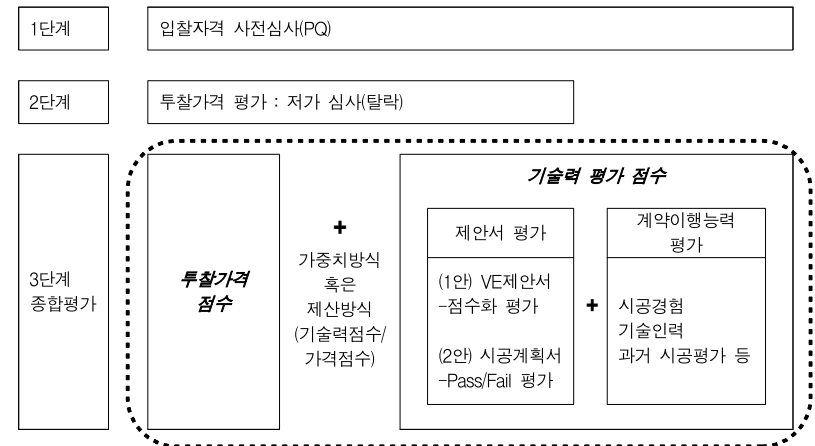 1단계
입찰자격 사전심사(PQ)
2단계
투찰가격 평가 : 저가 심사(탈락)
3단계
종합평가
투찰가격
점수
+
가중치방식
혹은
제산방식
(기술력점수/
가격점수)
기술력 평가 점수
제안서 평가
(1안) VE제안서
-점수화 평가
(2안) 시공계획서
-Pass/Fail 평가
+
계약이행능력
평가
시공경험
기술인력
과거 시공평가 등